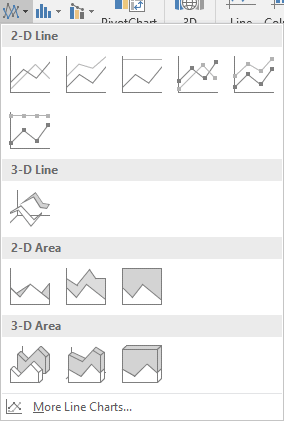 PivotChart 3D Line Col
2-D Line
3-D Line
2-D Area
3-D Area
More Line Charts...